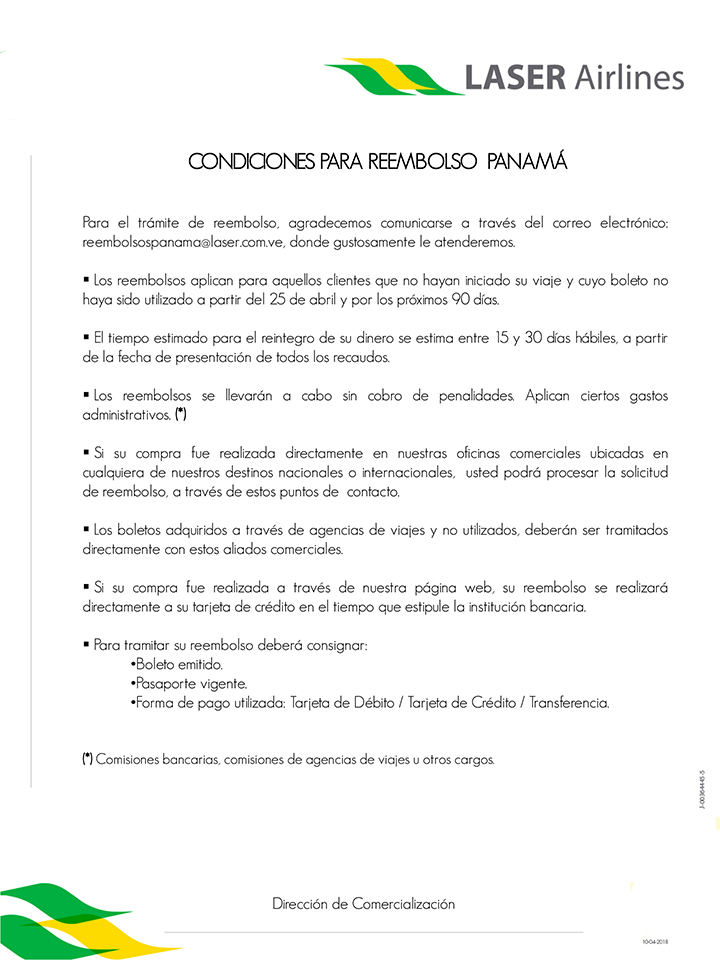 LASER Airlines
CONDICIONES PARA REEMBOLSO PANAMÁ
Para el trámite de reembolso, agradecemos comunicarse a través del correo electrónico:
reembolsospanama@laser.com.ve, donde gustosamente le atenderemos.
▪ Los reembolsos aplican para aquellos clientes que no hayan iniciado su viaje y cuyo boleto no
haya sido utilizado a partir del 25 de abril y por los próximos 90 días.
▪ El tiempo estimado para el reintegro de su dinero se estima entre 15 y 30 días hábiles, a partir
de la fecha de presentación de todos los recaudos.
▪ Los reembolsos se llevarán a cabo sin cobro de penalidades. Aplican ciertos gastos
administrativos. (*)
▪ Si su compra fue realizada directamente en nuestras oficinas comerciales ubicadas en
cualquiera de nuestros destinos nacionales o internacionales, usted podrá procesar la solicitud
de reembolso, a través de estos puntos de contacto.
▪ Los boletos adquiridos a través de agencias de viajes y no utilizados, deberán ser tramitados
directamente con estos aliados comerciales.
▪ Si su compra fue realizada a través de nuestra página web, su reembolso se realizará
directamente a su tarjeta de crédito en el tiempo que estipule la institución bancaria.
▪ Para tramitar su reembolso deberá consignar:
•Boleto emitido.
•Pasaporte vigente.
•Forma de pago utilizada: Tarjeta de Débito / Tarjeta de Crédito / Transferencia.
(*) Comisiones bancarias, comisiones de agencias de viajes u otros cargos.
J-00364445-5
Dirección de Comercialización
10-04-2018